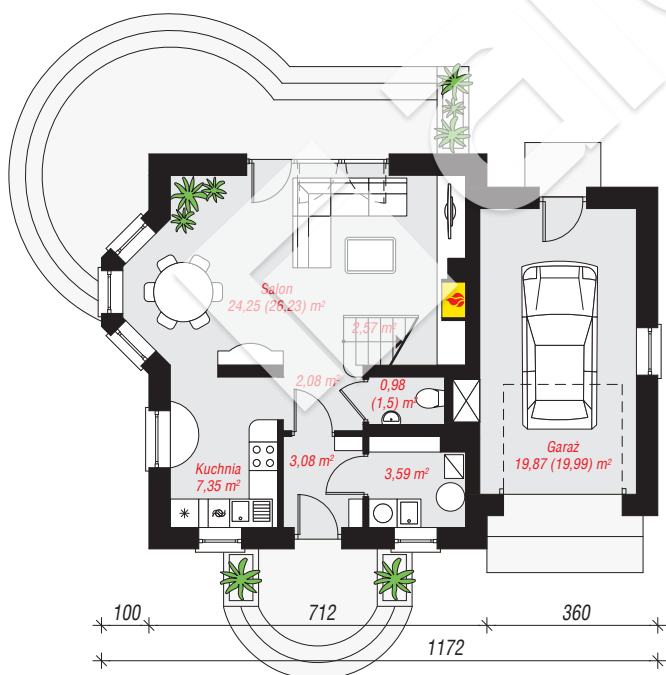 Salon
24,25 (26,23) m²
2,57 m²
2,08 m²
0,98
(1,5) m²
Garaż
19,87 (19,99) m²
Kuchnia
7,35 m²
3,08 m²
3,59 m²
100
712
360
1172